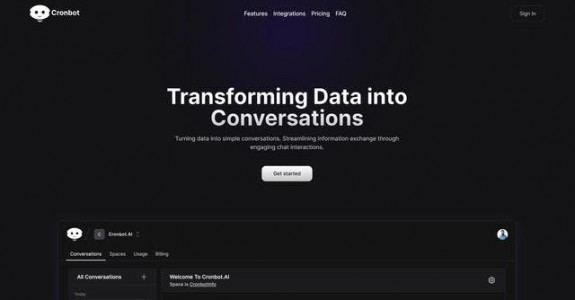 Cronbot
Features Integrations Pricing FAQ
Sign In
Transforming Data into
Conversations
Turning data into simple conversations. Streamlining information exchange through
engaging chat interactions.
Get started
Cronbot.AI
Conversations Spaces Usage Billing
All Conversations +
Welcome To Cronbot.AI
Space is CronbotInfo
Today